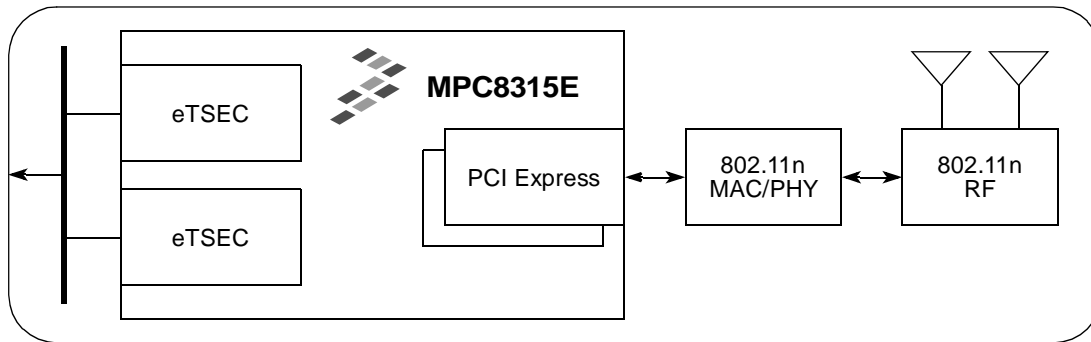 MPC8315E
eTSEC
eTSEC
PCI Express
802.11n
MAC/PHY
802.11n
RF